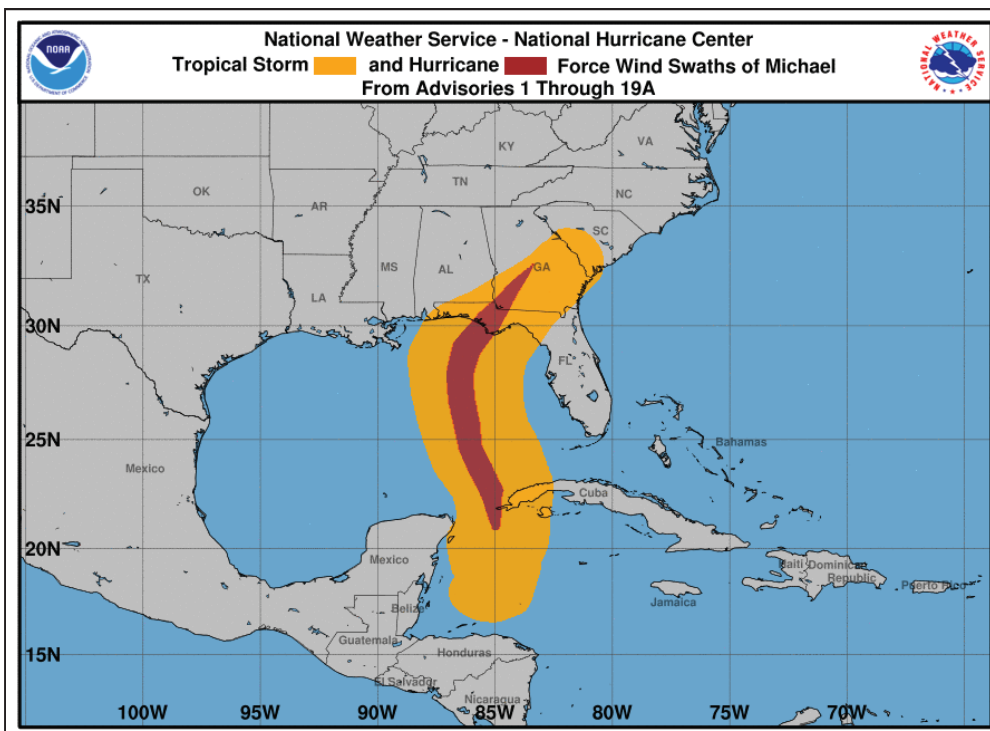 National Weather Service - National Hurricane Center
Tropical Storm and Hurricane Force Wind Swaths of Michael
From Advisories 1 Through 19A
NOAA
KY
VA
TN
NC
OK
AR
35N
SC
MS
AL
GA
TX
LA
30N
FL
25N
Bahamas
Mexico
Cuba
20N
Mexico
Haiti
Dominican
Republic
Puerto Rico
Belize
Jamaica
Guatemala
15N
Honduras
El Salvador
Nicaragua
100W
95W
90W
85W
80W
75W
70W